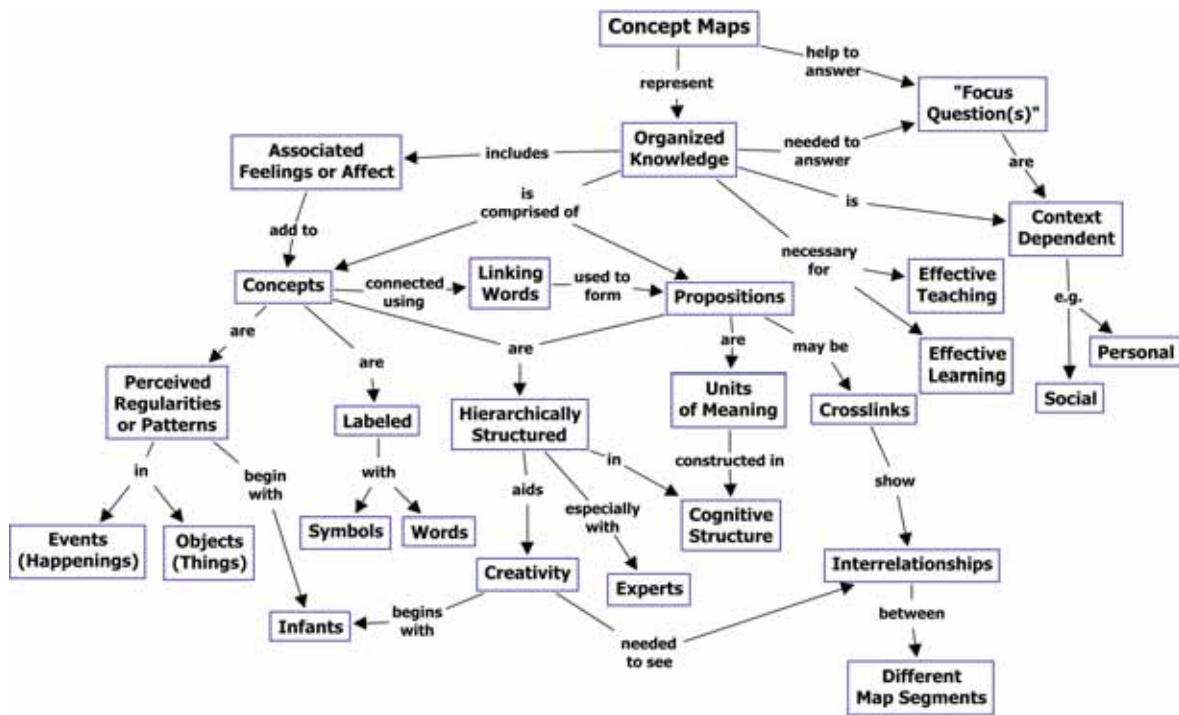 Concept Maps
help to
answer
represent
"Focus
Question(s)"
Organized
Knowledge
needed to
answer
Associated
Feelings or Affect
includes
are
is
is
comprised of
Context
Dependent
add to
necessary
for
Linking
Words
Concepts
connected
using
used to
form
Propositions
Effective
Teaching
e.g.
are
are
are
are
may be
Personal
Effective
Learning
Perceived
Regularities
or Patterns
Units
of Meaning
Social
Labeled
Hierarchically
Structured
Crosslinks
in
begin
with
with
in
constructed in
aids
show
especially
with
Events
(Happenings)
Objects
(Things)
Symbols
Words
Cognitive
Structure
Creativity
Experts
Interrelationships
Infants
begins
with
needed
to see
between
Different
Map Segments